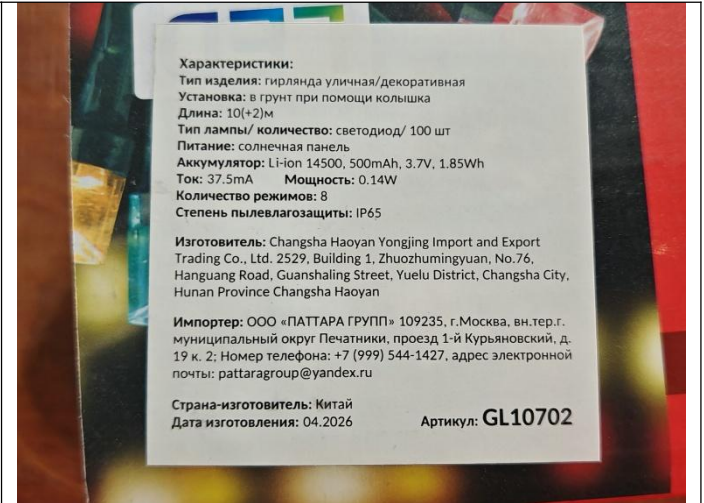 Характеристики:
Тип изделия: гирлянда уличная/декоративная
Установка: в грунт при помощи колышка
Длина: 10(+2)м
Тип лампы/ количество: светодиод/ 100 шт
Питание: солнечная панель
Аккумулятор: Li-ion 14500, 500mAh, 3.7V, 1.85Wh
Ток: 37.5mA Мощность: 0.14W
Количество режимов: 8
Степень пылевлагозащиты: IP65
Изготовитель: Changsha Haoyan Yongjing Import and Export
Trading Co., Ltd. 2529, Building 1, Zhuozhumingyuan, No.76,
Hanguang Road, Guanshaling Street, Yuelu District, Changsha City,
Hunan Province Changsha Haoyan
Импортер: ООО «ПАТТАРА ГРУПП» 109235, г.Москва, вн.тер.г.
муниципальный округ Печатники, проезд 1-й Курьяновский, д.
19 к. 2; Номер телефона: +7 (999) 544-1427, адрес электронной
почты: pattaragroup@yandex.ru
Страна-изготовитель: Китай
Дата изготовления: 04.2026 Артикул: GL10702